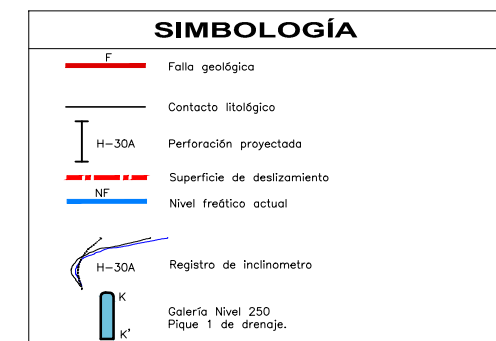 SIMBOLOGÍA
F
Falla geológica
Contacto litológico
H-30A
Perforación proyectada
Superficie de deslizamiento
NF
Nivel freático actual
H-30A
Registro de inclinometro
K
Galería Nivel 250
Pique 1 de drenaje.
K'